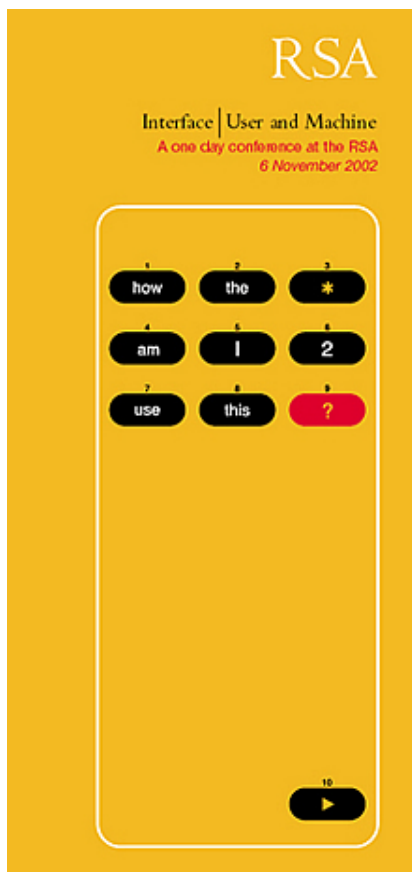 RSA
Interface | User and Machine
A one day conference at the RSA
6 November 2002
1 2 3
how the *
4 5 6
am I 2
7 8 9
use this ?
10